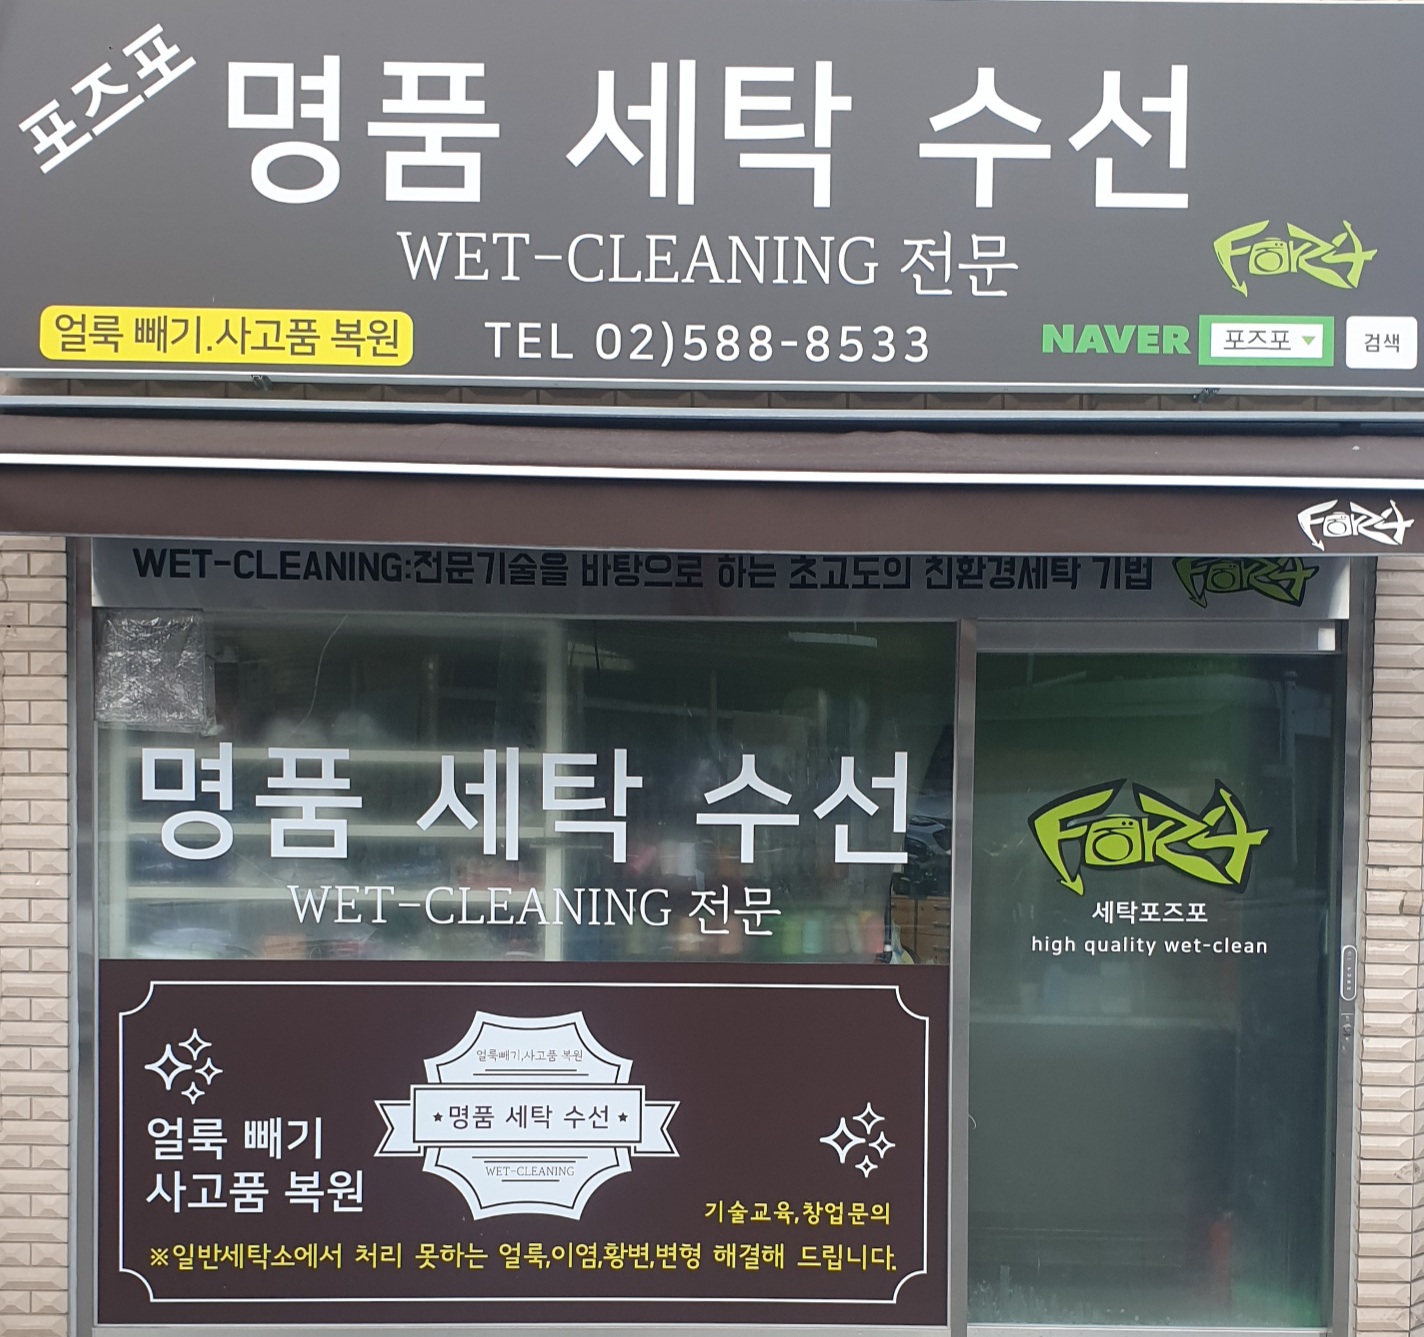 포즈포
명품 세탁 수선
WET-CLEANING 전문
얼룩 빼기.사고품 복원
TEL 02)588-8533
NAVER 포즈포 검색
WET-CLEANING:전문기술을 바탕으로 하는 초고도의 친환경세탁 기법
명품 세탁 수선
WET-CLEANING 전문
세탁포즈포
high quality wet-clean
얼룩빼기,사고품 복원
명품 세탁 수선
WET-CLEANING
얼룩 빼기
사고품 복원
기술교육,창업문의
※일반세탁소에서 처리 못하는 얼룩,이염,황변,변형 해결해 드립니다.